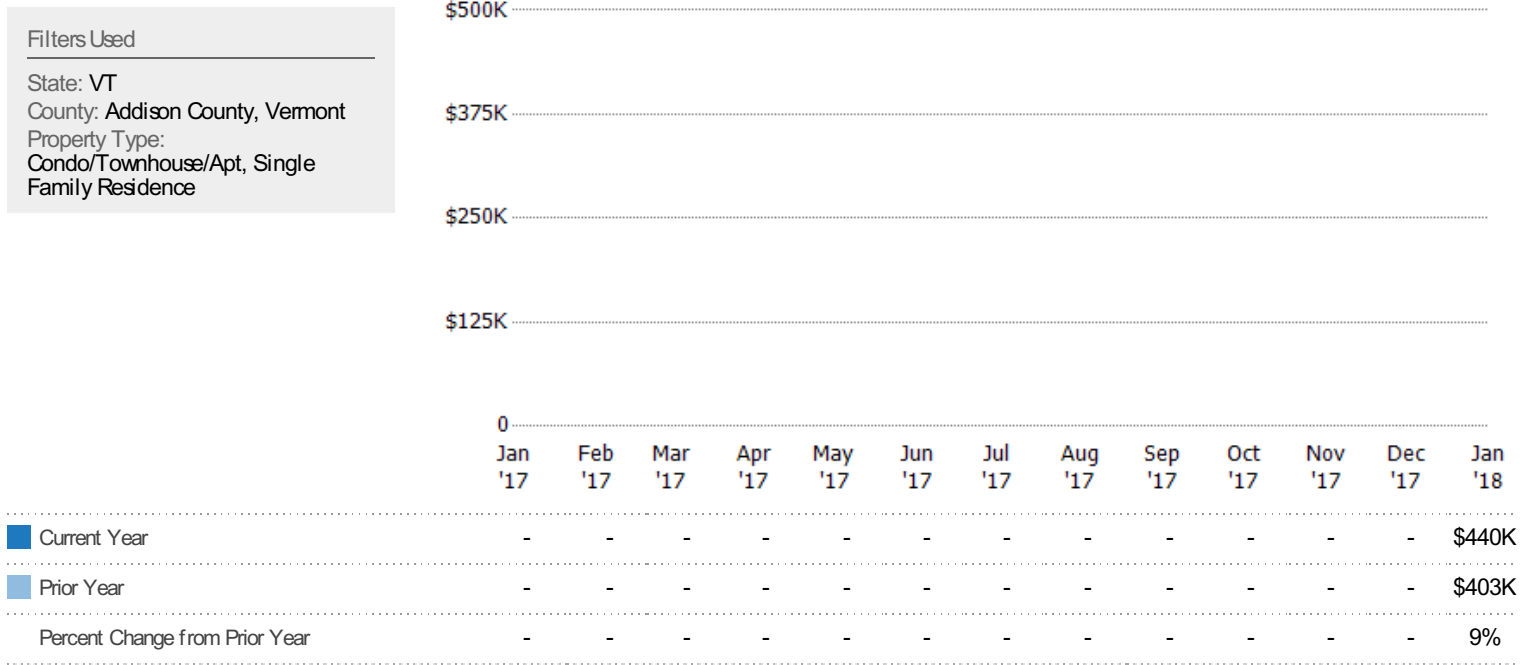 Filters Used
State: VT
County: Addison County, Vermont
Property Type:
Condo/Townhouse/Apt, Single
Family Residence
$500K
$375K
$250K
$125K
0
Jan Feb Mar Apr May Jun Jul Aug Sep Oct Nov Dec Jan
'17 '17 '17 '17 '17 '17 '17 '17 '17 '17 '17 '17 '18
Current Year - - - - - - - - - - - - $440K
Prior Year - - - - - - - - - - - - $403K
Percent Change from Prior Year - - - - - - - - - - - - 9%